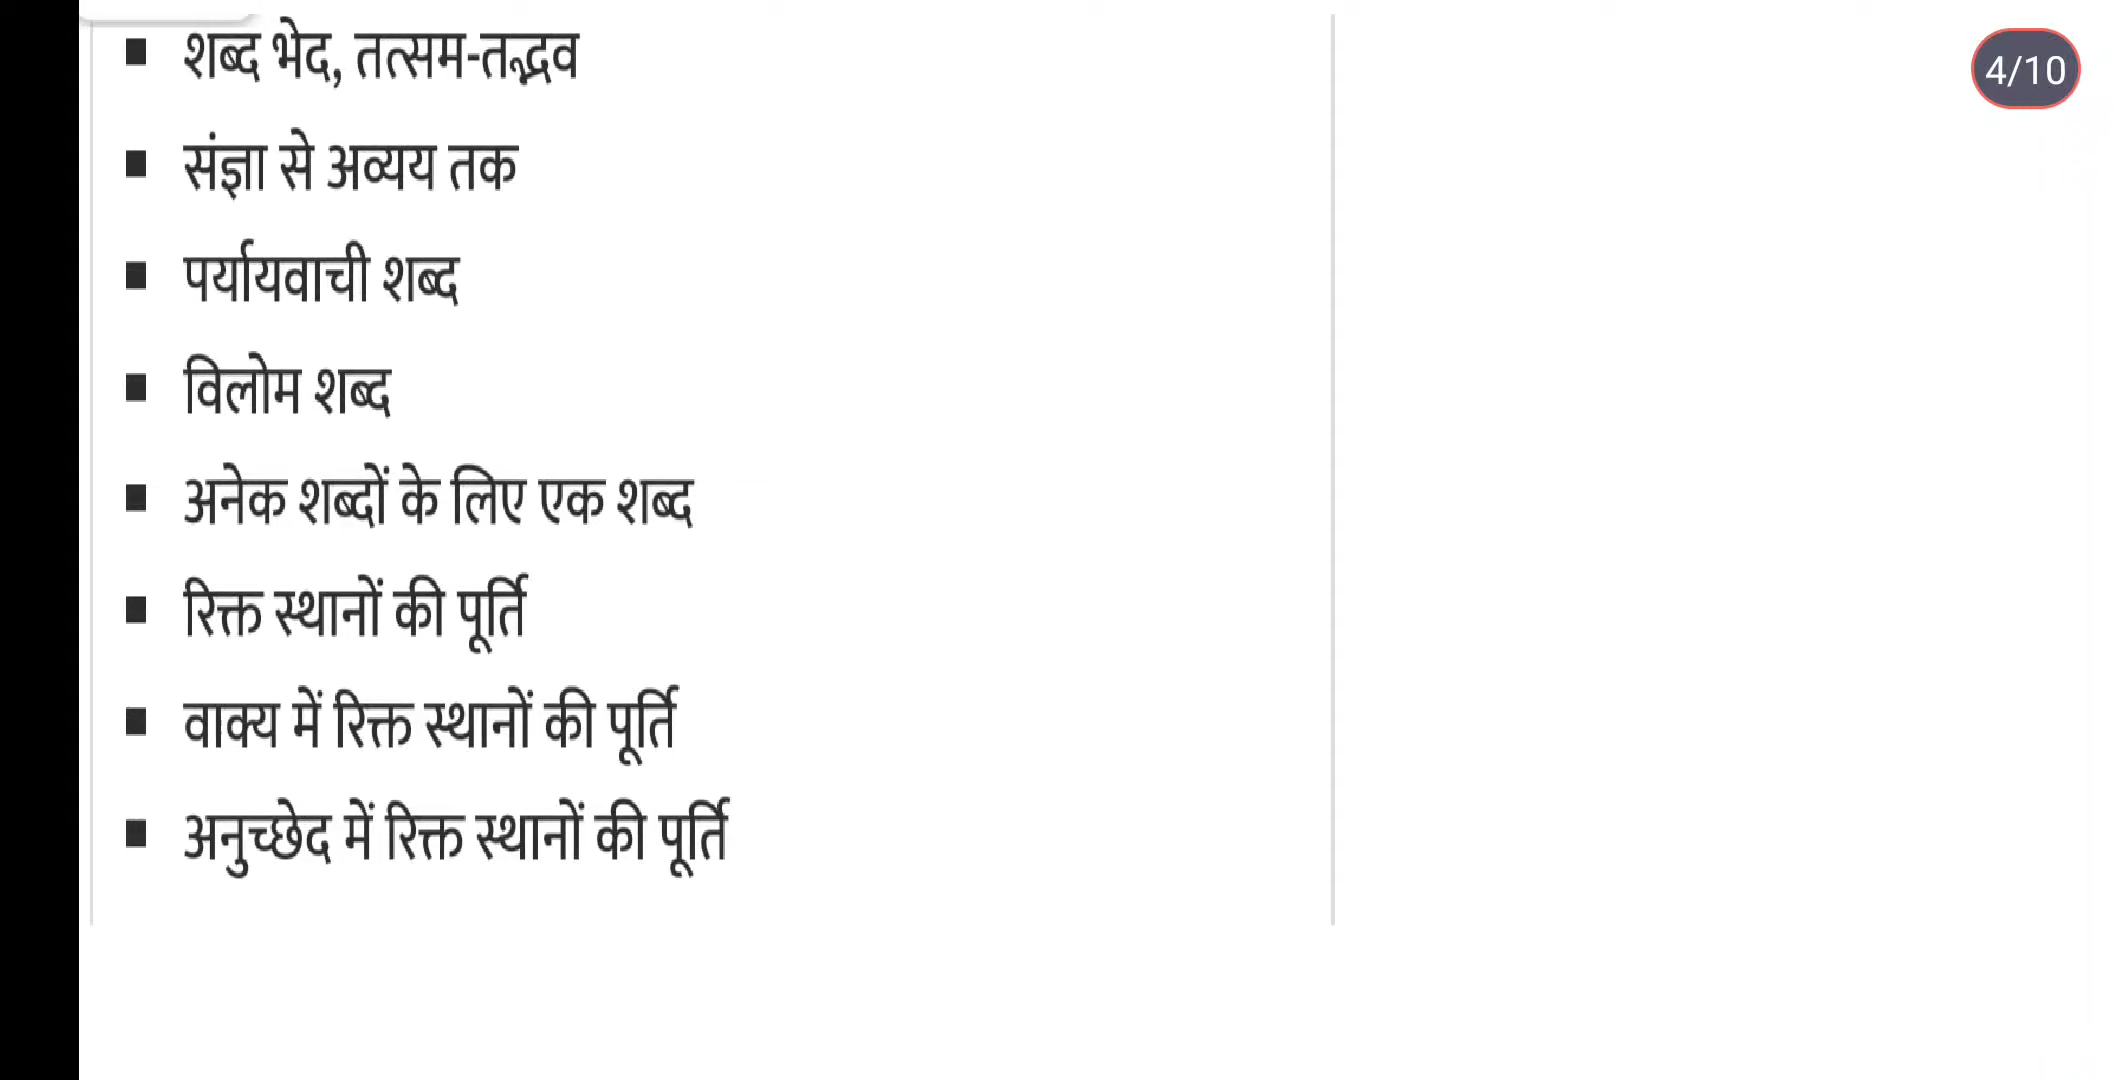 ▪ शब्द भेद, तत्सम-तद्भव
4/10
▪ संज्ञा से अव्यय तक
▪ पर्यायवाची शब्द
▪ विलोम शब्द
▪ अनेक शब्दों के लिए एक शब्द
▪ रिक्त स्थानों की पूर्ति
▪ वाक्य में रिक्त स्थानों की पूर्ति
▪ अनुच्छेद में रिक्त स्थानों की पूर्ति